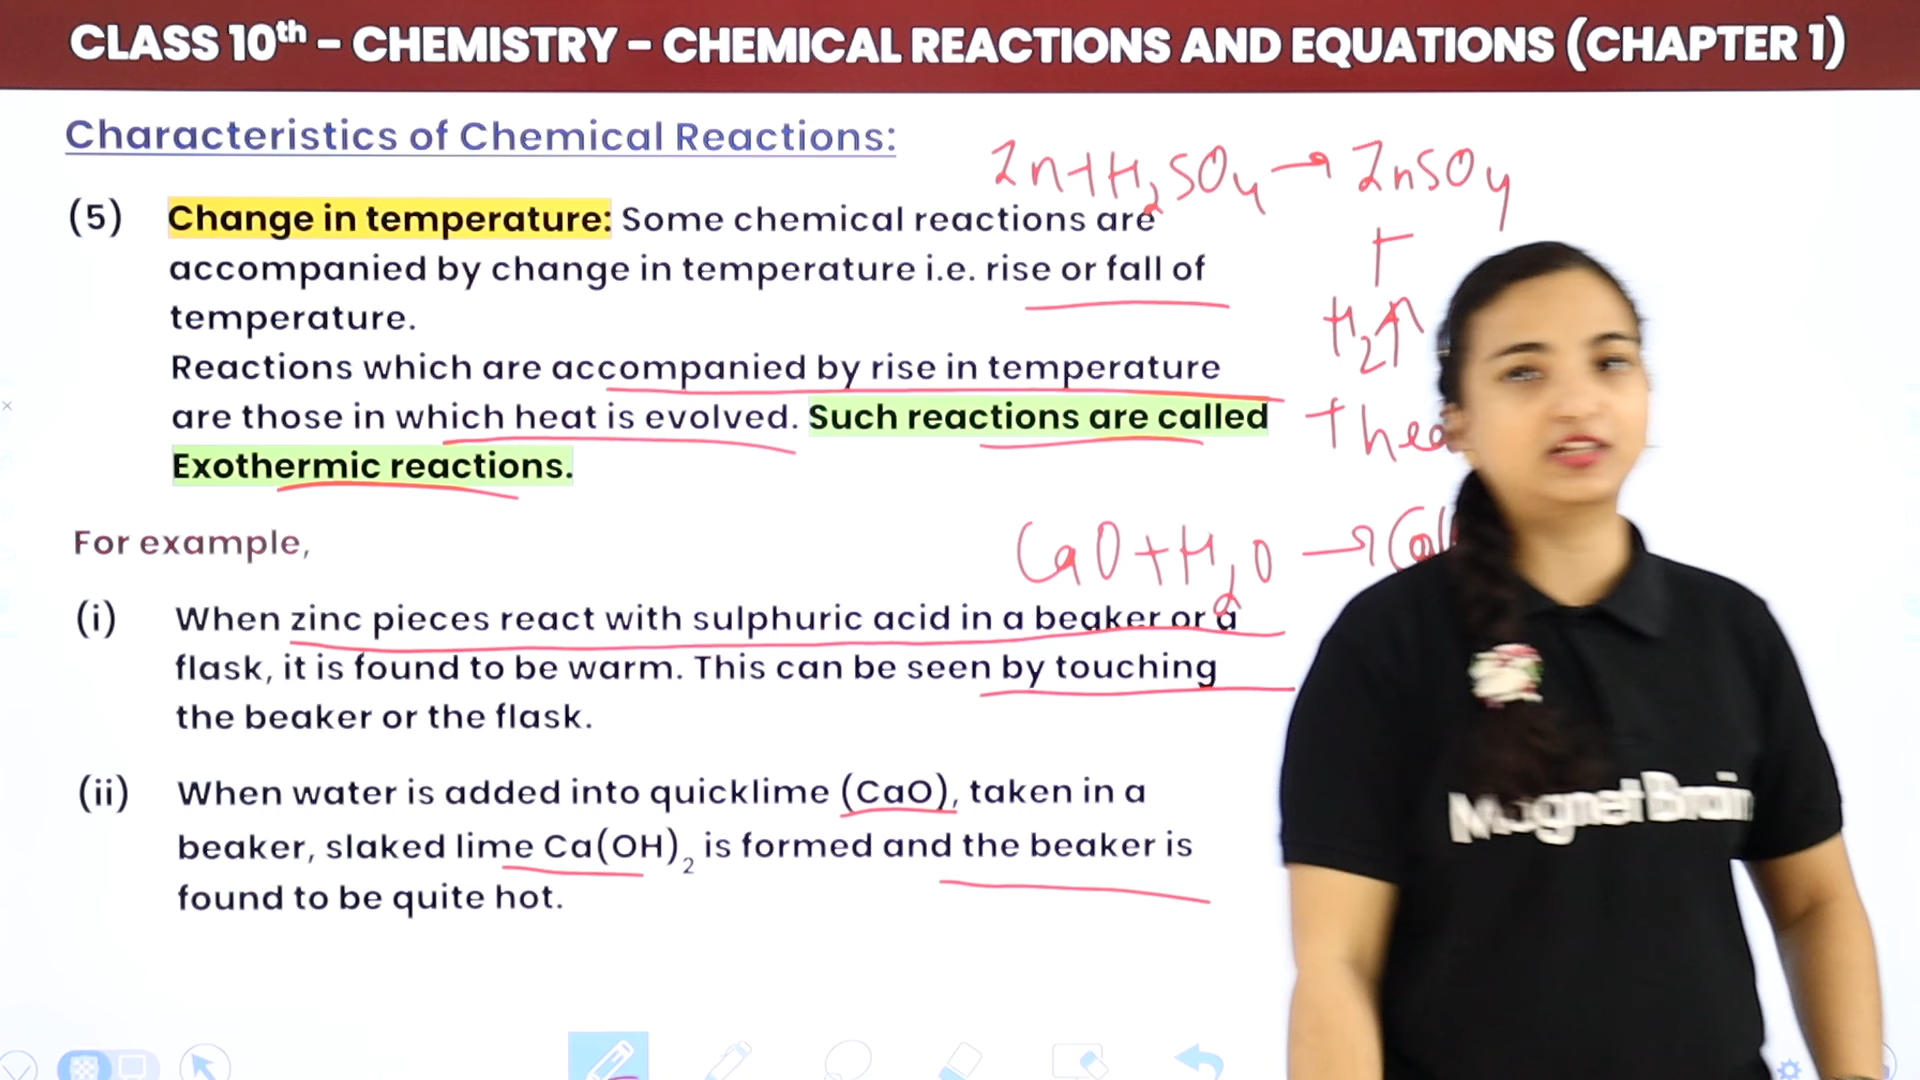 CLASS 10th – CHEMISTRY – CHEMICAL REACTIONS AND EQUATIONS (CHAPTER 1)
Characteristics of Chemical Reactions:
Zn + H2SO4 → ZnSO4
+
H2↑
+ hea
(5) Change in temperature: Some chemical reactions are
accompanied by change in temperature i.e. rise or fall of
temperature.
Reactions which are accompanied by rise in temperature
are those in which heat is evolved. Such reactions are called
Exothermic reactions.
For example,
CaO + H2O → Ca(
(i) When zinc pieces react with sulphuric acid in a beaker or a
flask, it is found to be warm. This can be seen by touching
the beaker or the flask.
(ii) When water is added into quicklime (CaO), taken in a
beaker, slaked lime Ca(OH)2 is formed and the beaker is
found to be quite hot.
Magnet Brain